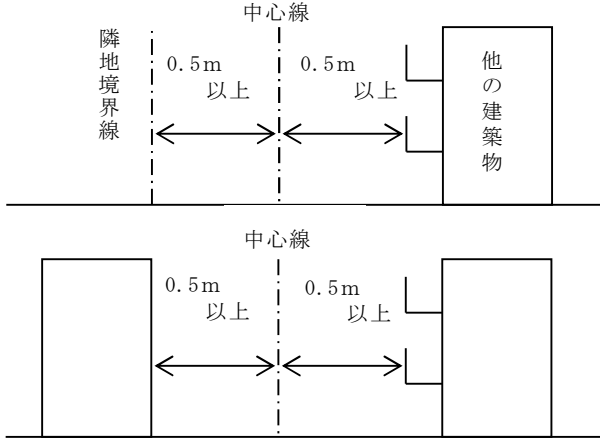 中心線
隣地境界線
0.5m
以上
0.5m
以上
他の建築物
中心線
0.5m
以上
0.5m
以上